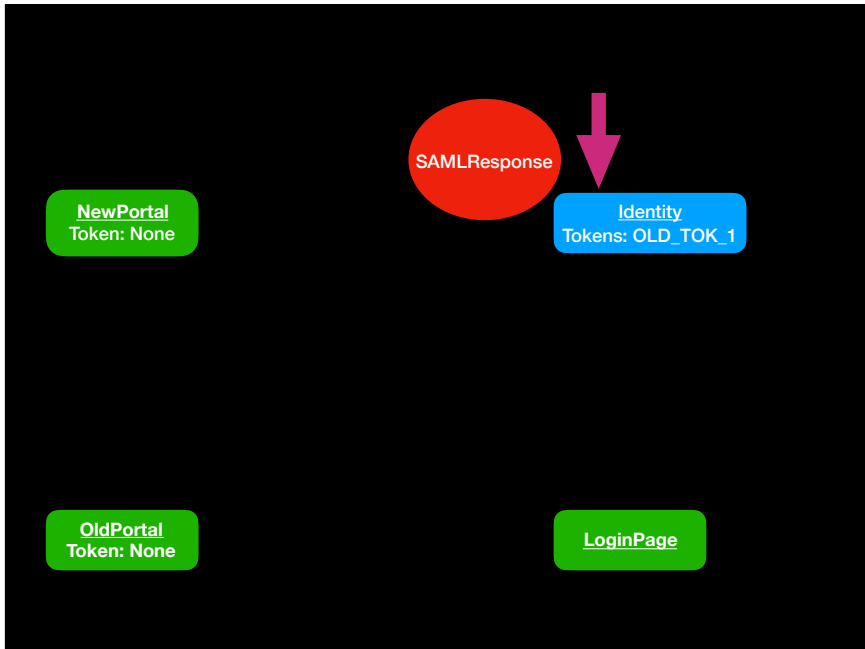 SAMLResponse
NewPortal
Token: None
Identity
Tokens: OLD_TOK_1
OldPortal
Token: None
LoginPage